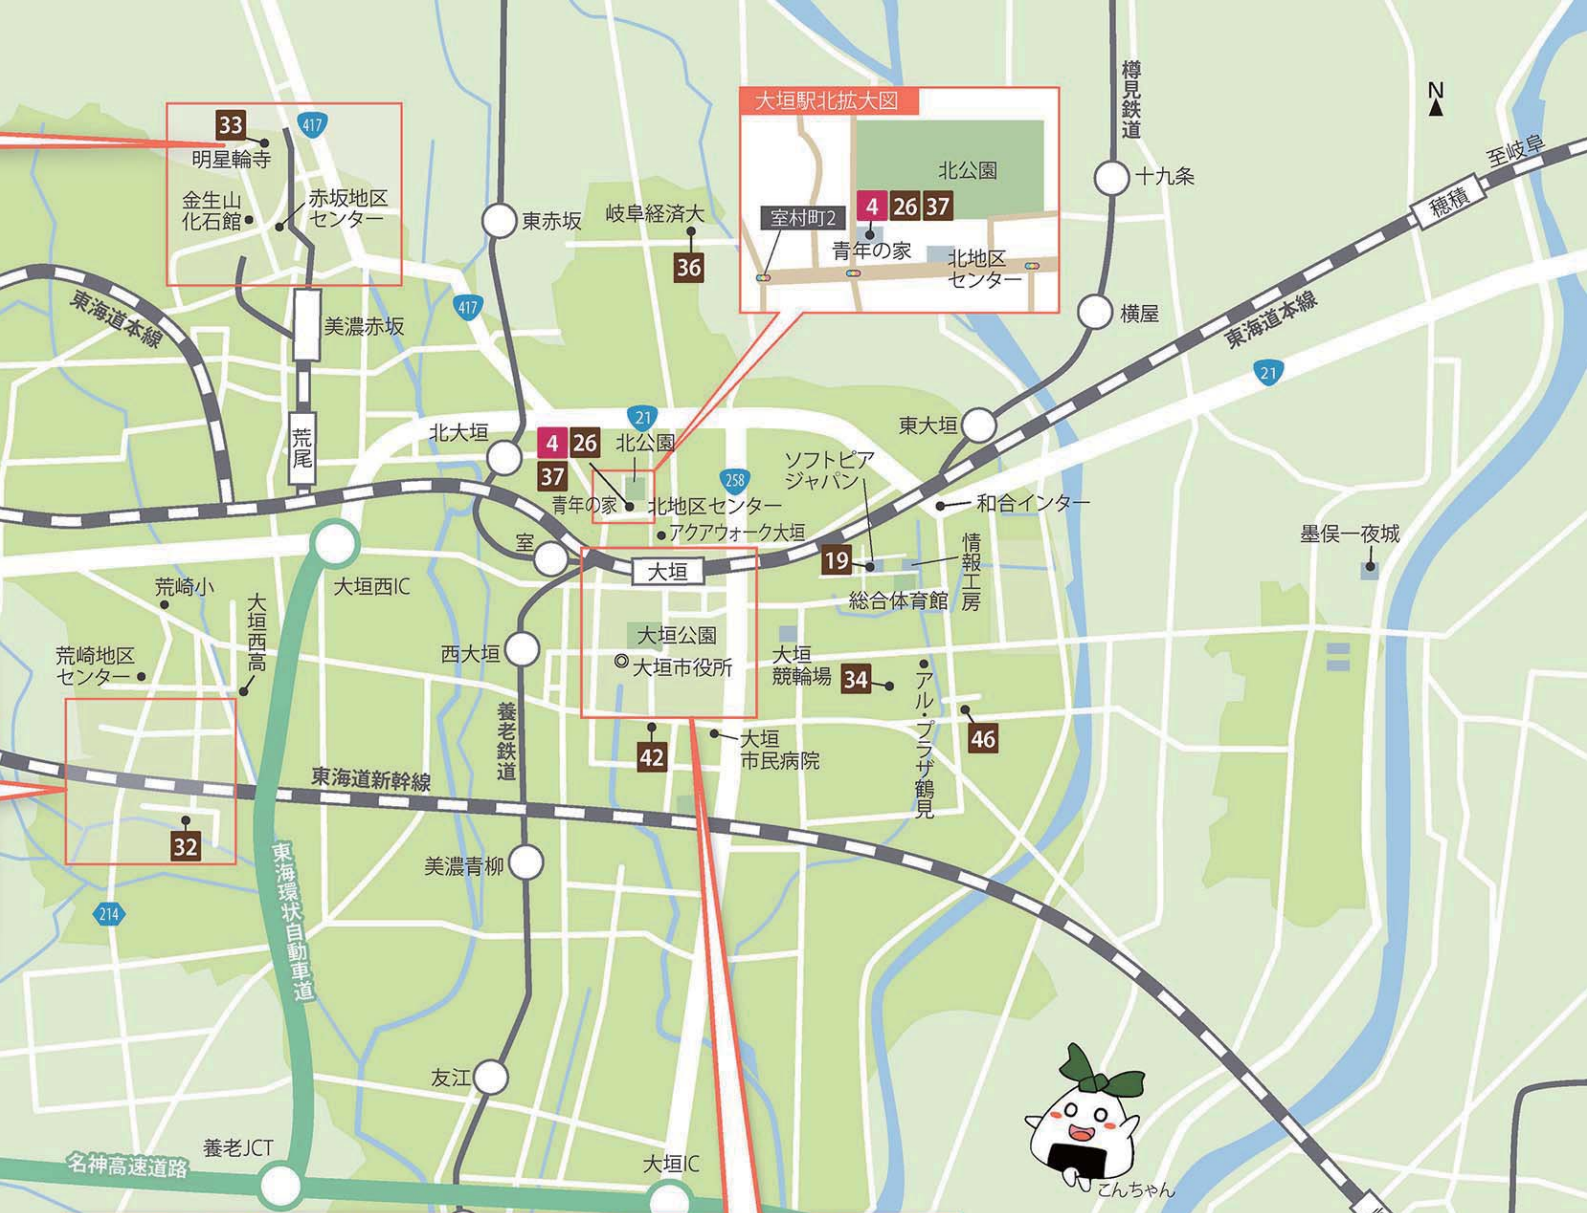 樽見鉄道
N
大垣駅北拡大図
33
417
明星輪寺
至岐阜
北公園
十九条
金生山
化石館
赤坂地区
センター
穂積
4 26 37
室村町2
東赤坂
岐阜経済大
青年の家
北地区
センター
36
東海道本線
417
美濃赤坂
横屋
東海道本線
21
荒尾
21
北大垣
4 26
37
北公園
東大垣
258
ソフトピア
ジャパン
青年の家
北地区センター
和合インター
アクアウォーク大垣
墨俣一夜城
室
大垣
19
情報工房
大垣西IC
荒崎小
総合体育館
大垣西高
大垣公園
大垣市役所
西大垣
荒崎地区
センター
大垣
競輪場
34
アル・プラザ鶴見
46
養老鉄道
42
大垣
市民病院
東海道新幹線
32
美濃青柳
東海環状自動車道
214
友江
養老JCT
名神高速道路
大垣IC
こんちゃん